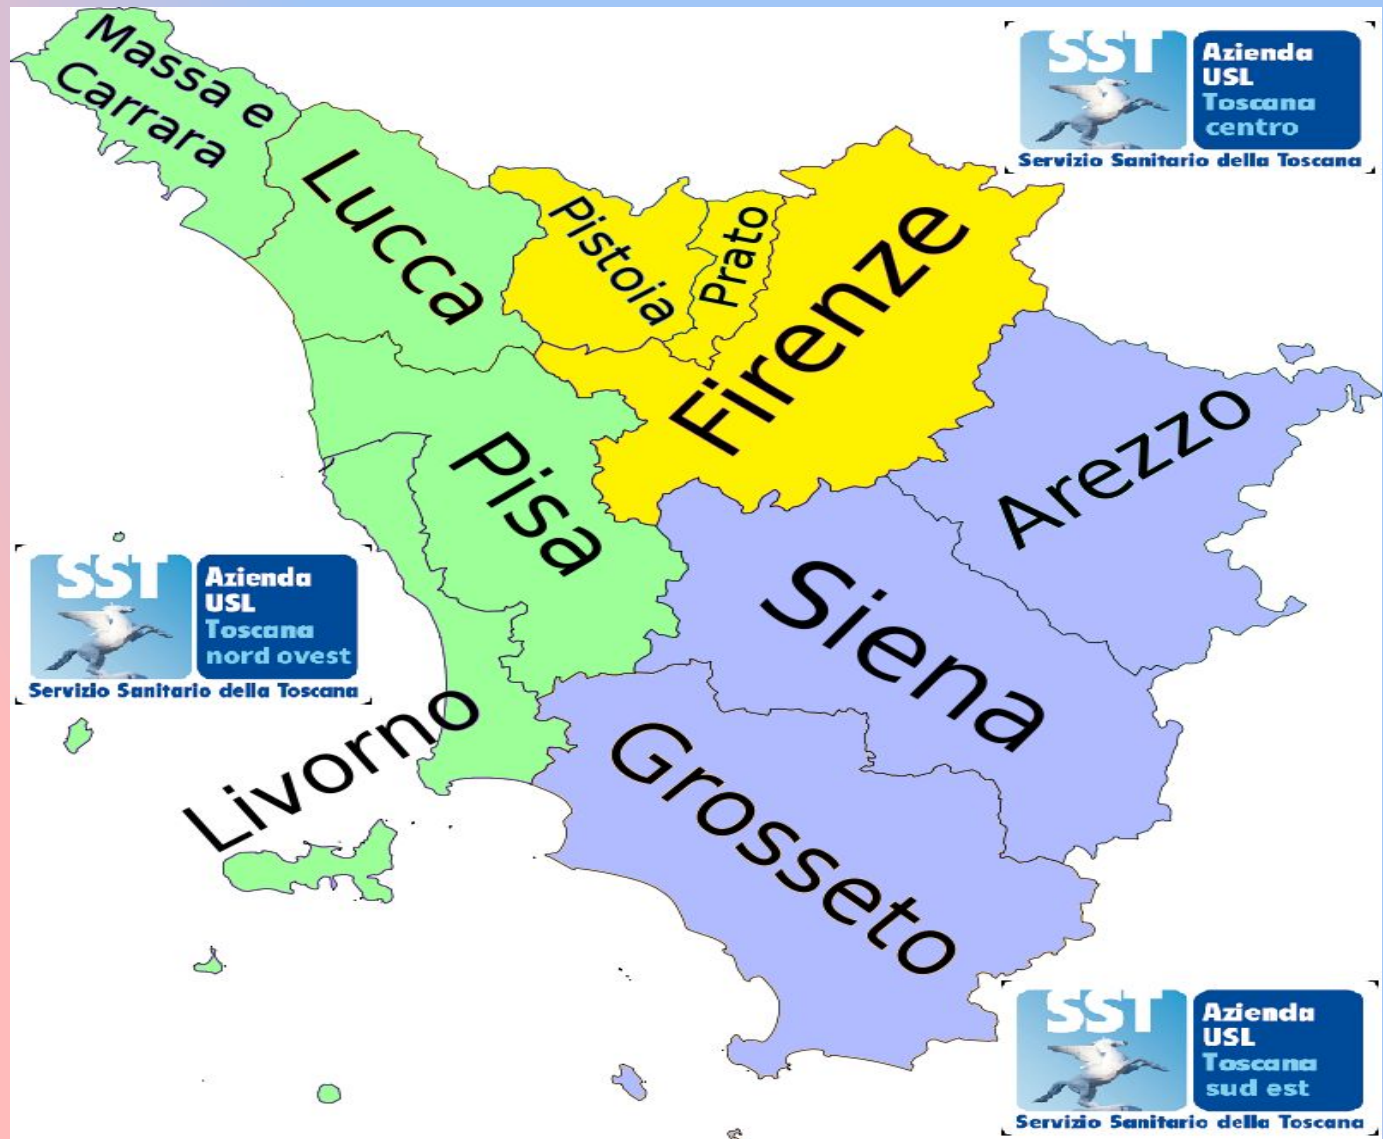 Massa e
Carrara
SST
Azienda
USL
Toscana
centro
Servizio Sanitario della Toscana
Lucca
Pistoia
Prato
Firenze
Pisa
Arezzo
SST
Azienda
USL
Toscana
nord ovest
Servizio Sanitario della Toscana
Siena
Livorno
Grosseto
SST
Azienda
USL
Toscana
sud est
Servizio Sanitario della Toscana